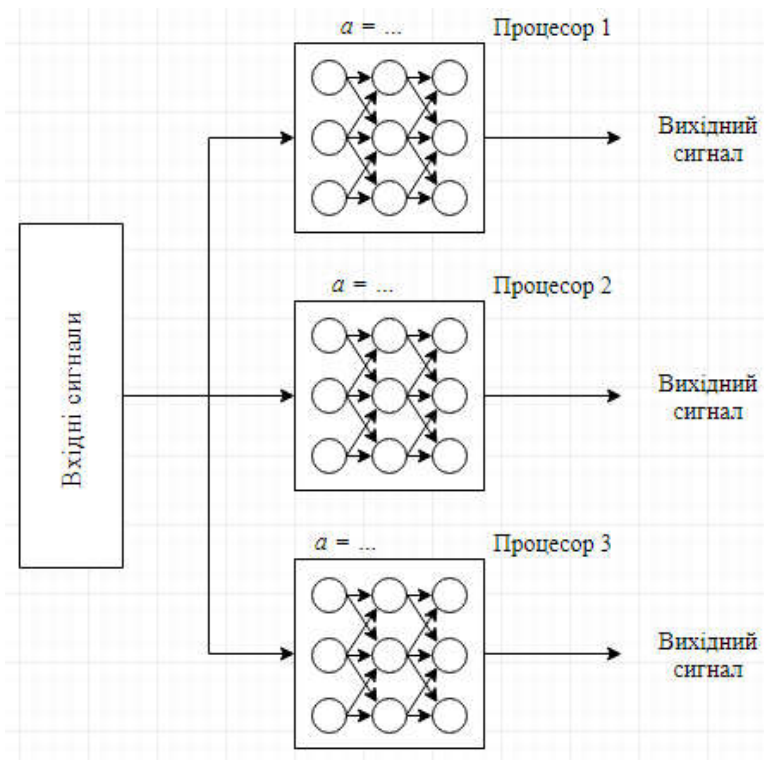 a = ...
Процесор 1
Вихідний
сигнал
Вхідні сигнали
a = ...
Процесор 2
Вихідний
сигнал
a = ...
Процесор 3
Вихідний
сигнал